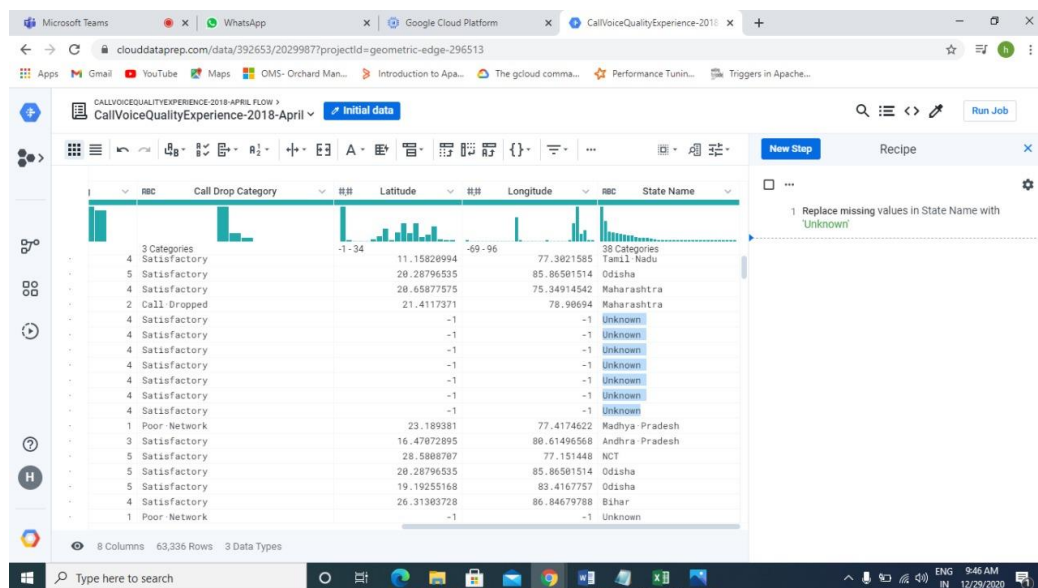 Microsoft Teams
WhatsApp
Google Cloud Platform
CallVoiceQualityExperience-2018
clouddataprep.com/data/392653/2029987?projectId=geometric-edge-296513
h
Apps Gmail YouTube Maps OMS- Orchard Man... Introduction to Apa... The gcloud comma... Performance Tunin... Triggers in Apache...
CALLVOICEQUALITYEXPERIENCE-2018-APRIL FLOW >
CallVoiceQualityExperience-2018-April
Initial data
Run Job
New Step
Recipe
RBC Call Drop Category #.# Latitude #.# Longitude RBC State Name
1 Replace missing values in State Name with
'Unknown'
3 Categories -1 - 34 -69 - 96 38 Categories
4 Satisfactory 11.15820994 77.3021585 Tamil·Nadu
5 Satisfactory 20.28796535 85.86501514 Odisha
4 Satisfactory 20.65877575 75.34914542 Maharashtra
2 Call·Dropped 21.4117371 78.90694 Maharashtra
4 Satisfactory -1 -1 Unknown
4 Satisfactory -1 -1 Unknown
4 Satisfactory -1 -1 Unknown
4 Satisfactory -1 -1 Unknown
4 Satisfactory -1 -1 Unknown
4 Satisfactory -1 -1 Unknown
4 Satisfactory -1 -1 Unknown
1 Poor·Network 23.189381 77.4174622 Madhya·Pradesh
3 Satisfactory 16.47072895 80.61496568 Andhra·Pradesh
5 Satisfactory 28.5808707 77.151448 NCT
5 Satisfactory 20.28796535 85.86501514 Odisha
5 Satisfactory 19.19255168 83.4167757 Odisha
4 Satisfactory 26.31303728 86.84679788 Bihar
1 Poor·Network -1 -1 Unknown
H
8 Columns 63,336 Rows 3 Data Types
Type here to search
ENG 9:46 AM
IN 12/29/2020